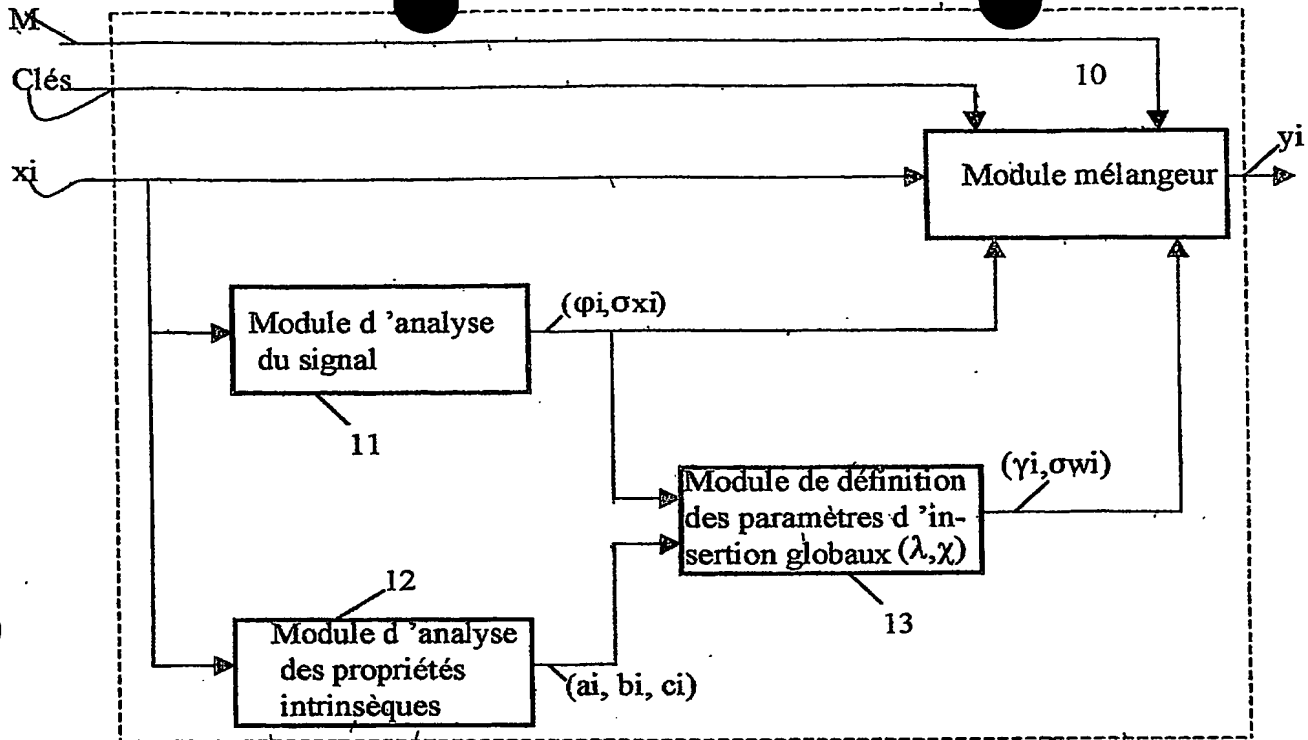 M
Clés
10
xi
yi
Module mélangeur
(φi,σxi)
Module d 'analyse
du signal
11
(γi,σwi)
Module de définition
des paramètres d 'in-
sertion globaux (λ,χ)
12
13
Module d 'analyse
des propriétés
intrinsèques
(ai, bi, ci)